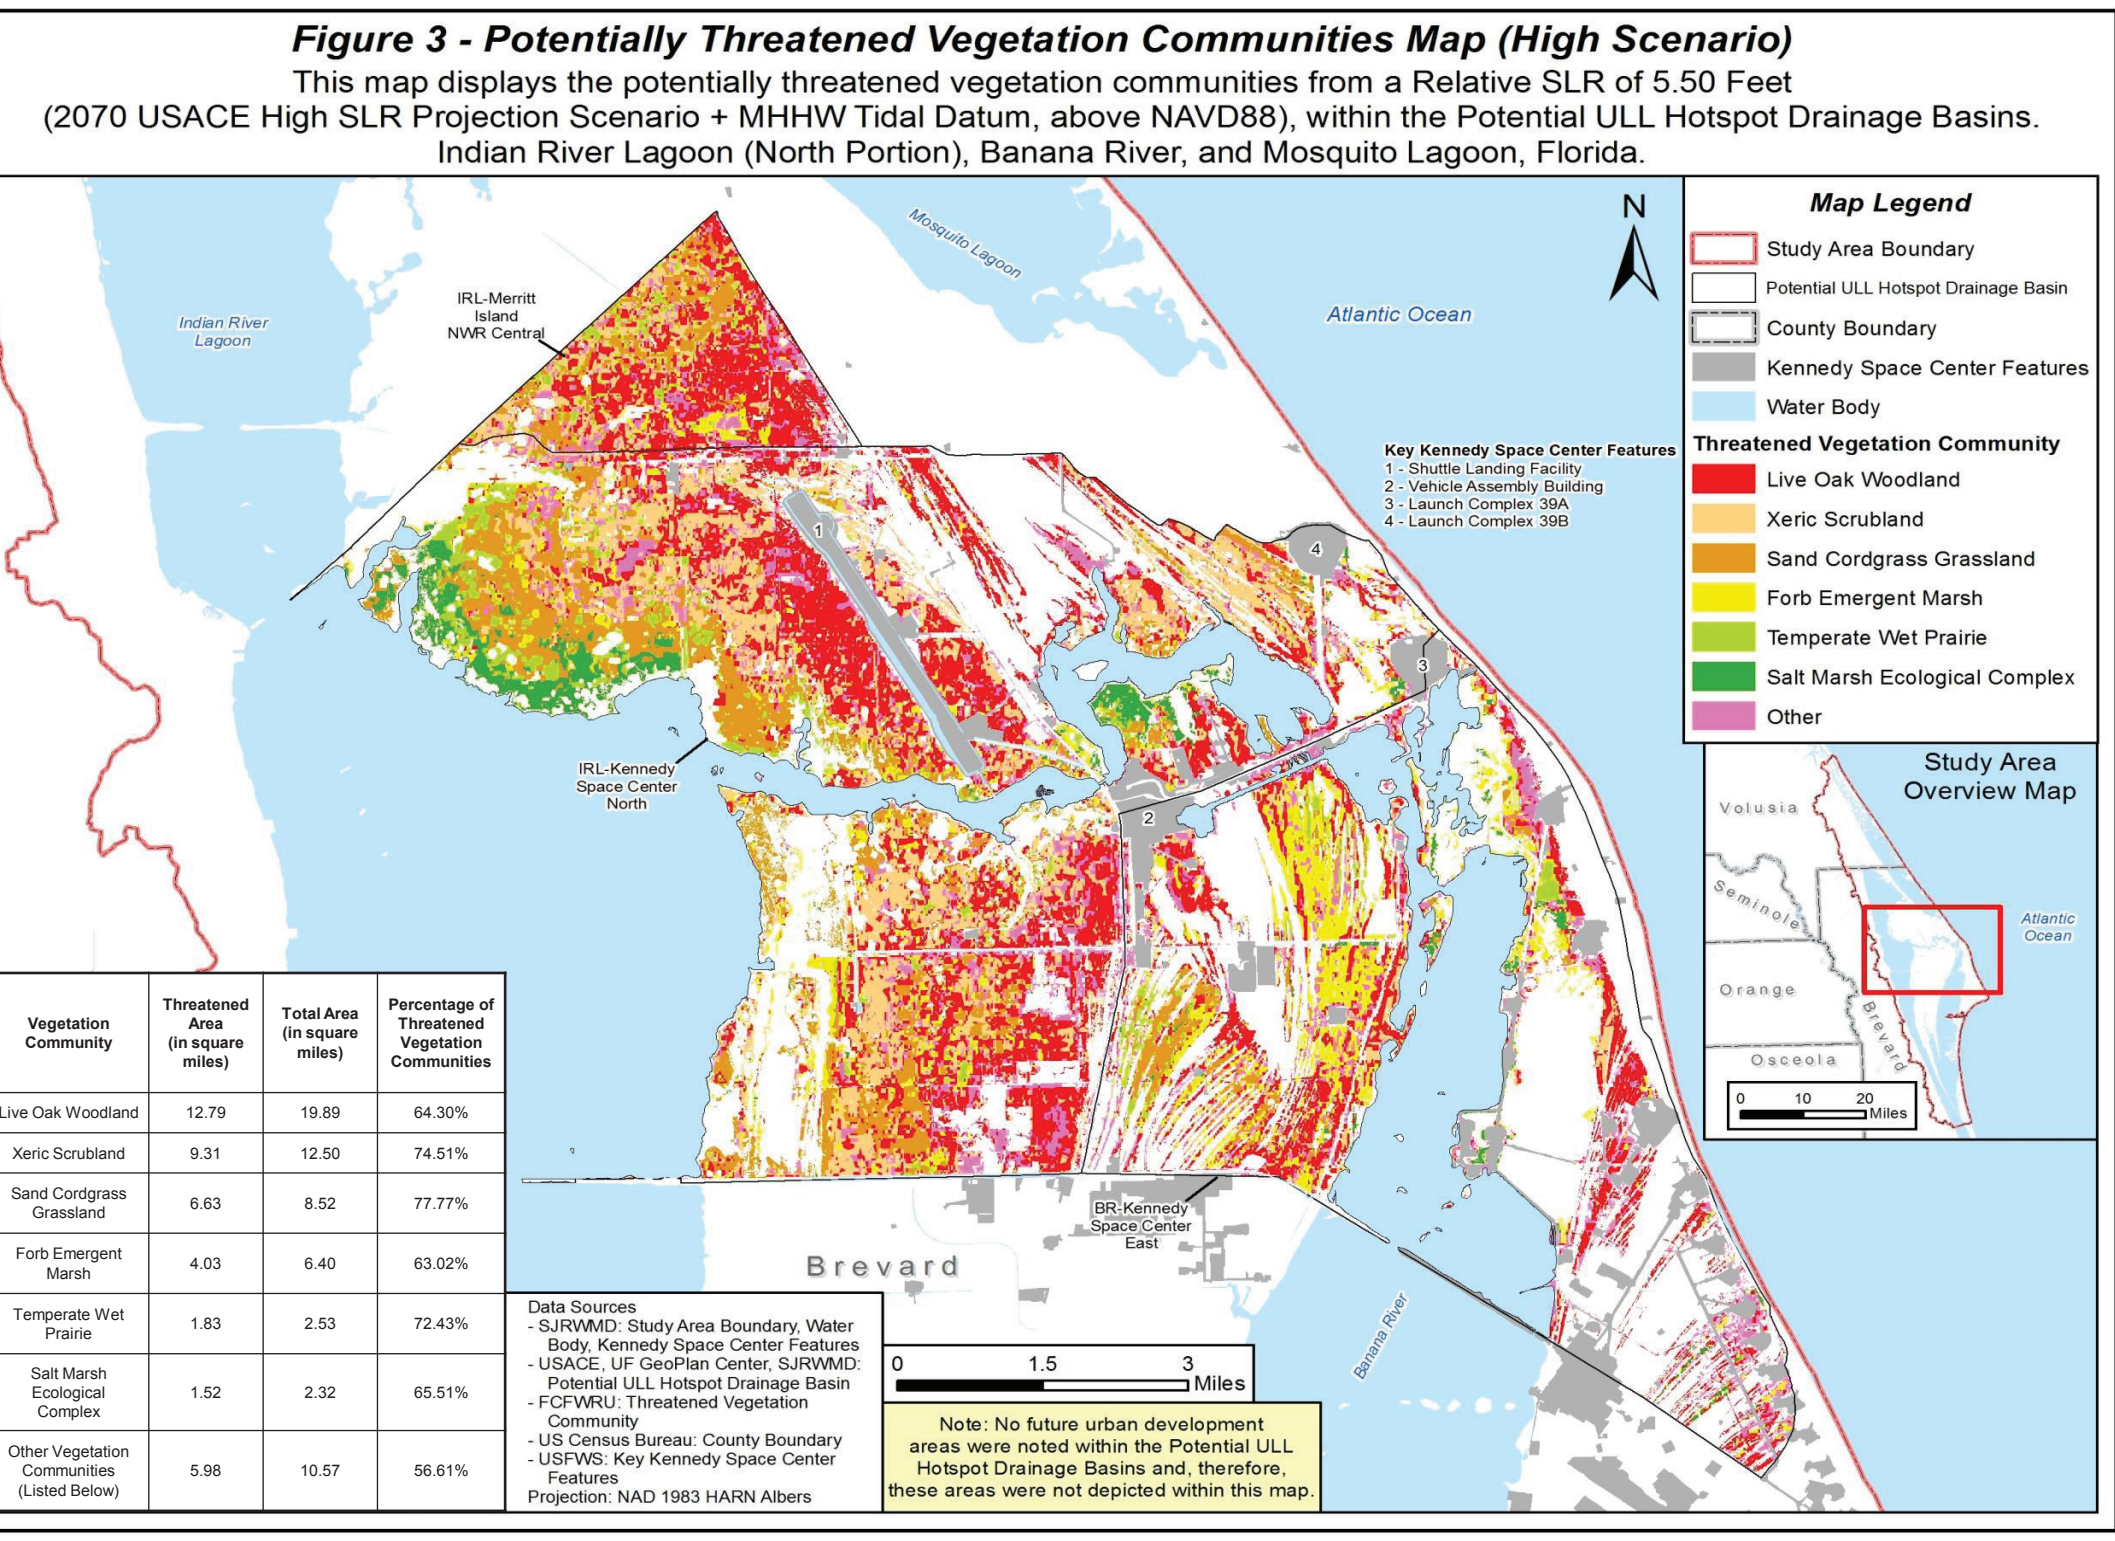 Figure 3 - Potentially Threatened Vegetation Communities Map (High Scenario)
This map displays the potentially threatened vegetation communities from a Relative SLR of 5.50 Feet
(2070 USACE High SLR Projection Scenario + MHHW Tidal Datum, above NAVD88), within the Potential ULL Hotspot Drainage Basins.
Indian River Lagoon (North Portion), Banana River, and Mosquito Lagoon, Florida.
Indian River
Lagoon
IRL-Merritt
Island
NWR Central
Mosquito Lagoon
Atlantic Ocean
N
Key Kennedy Space Center Features
1 - Shuttle Landing Facility
2 - Vehicle Assembly Building
3 - Launch Complex 39A
4 - Launch Complex 39B
1
4
3
2
IRL-Kennedy
Space Center
North
BR-Kennedy
Space Center
East
Brevard
Banana River
Map Legend
Study Area Boundary
Potential ULL Hotspot Drainage Basin
County Boundary
Kennedy Space Center Features
Water Body
Threatened Vegetation Community
Live Oak Woodland
Xeric Scrubland
Sand Cordgrass Grassland
Forb Emergent Marsh
Temperate Wet Prairie
Salt Marsh Ecological Complex
Other
Study Area
Overview Map
Volusia
Seminole
Orange
Osceola
Brevard
Atlantic
Ocean
0 10 20
Miles
Vegetation Community Threatened Area (in square miles) Total Area (in square miles) Percentage of Threatened Vegetation Communities
Live Oak Woodland 12.79 19.89 64.30%
Xeric Scrubland 9.31 12.50 74.51%
Sand Cordgrass Grassland 6.63 8.52 77.77%
Forb Emergent Marsh 4.03 6.40 63.02%
Temperate Wet Prairie 1.83 2.53 72.43%
Salt Marsh Ecological Complex 1.52 2.32 65.51%
Other Vegetation Communities (Listed Below) 5.98 10.57 56.61%
Data Sources
- SJRWMD: Study Area Boundary, Water
Body, Kennedy Space Center Features
- USACE, UF GeoPlan Center, SJRWMD:
Potential ULL Hotspot Drainage Basin
- FCFWRU: Threatened Vegetation
Community
- US Census Bureau: County Boundary
- USFWS: Key Kennedy Space Center
Features
Projection: NAD 1983 HARN Albers
0 1.5 3
Miles
Note: No future urban development
areas were noted within the Potential ULL
Hotspot Drainage Basins and, therefore,
these areas were not depicted within this map.